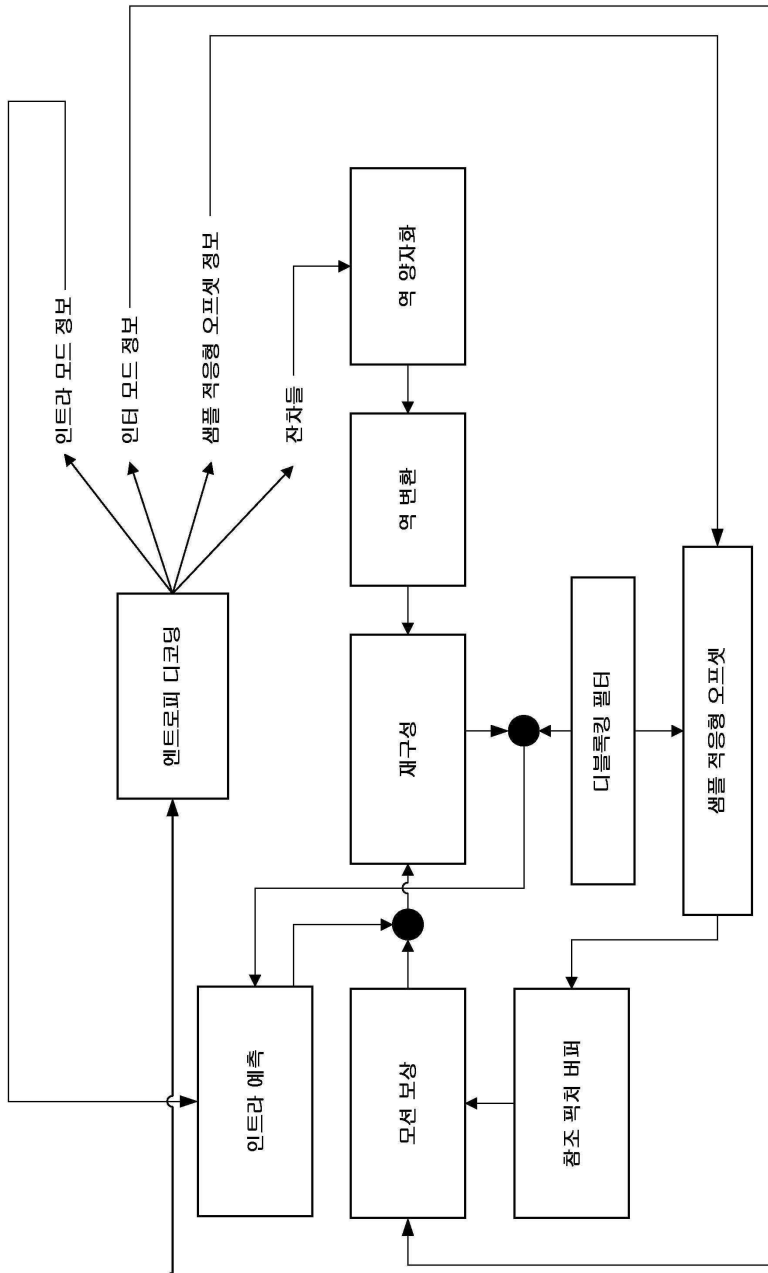 인트라 모드 정보
인터 모드 정보
샘플 적응형 오프셋 정보
잔차들
엔트로피 디코딩
역 양자화
역 변환
재구성
디블록킹 필터
샘플 적응형 오프셋
인트라 예측
모션 보상
참조 픽처 버퍼